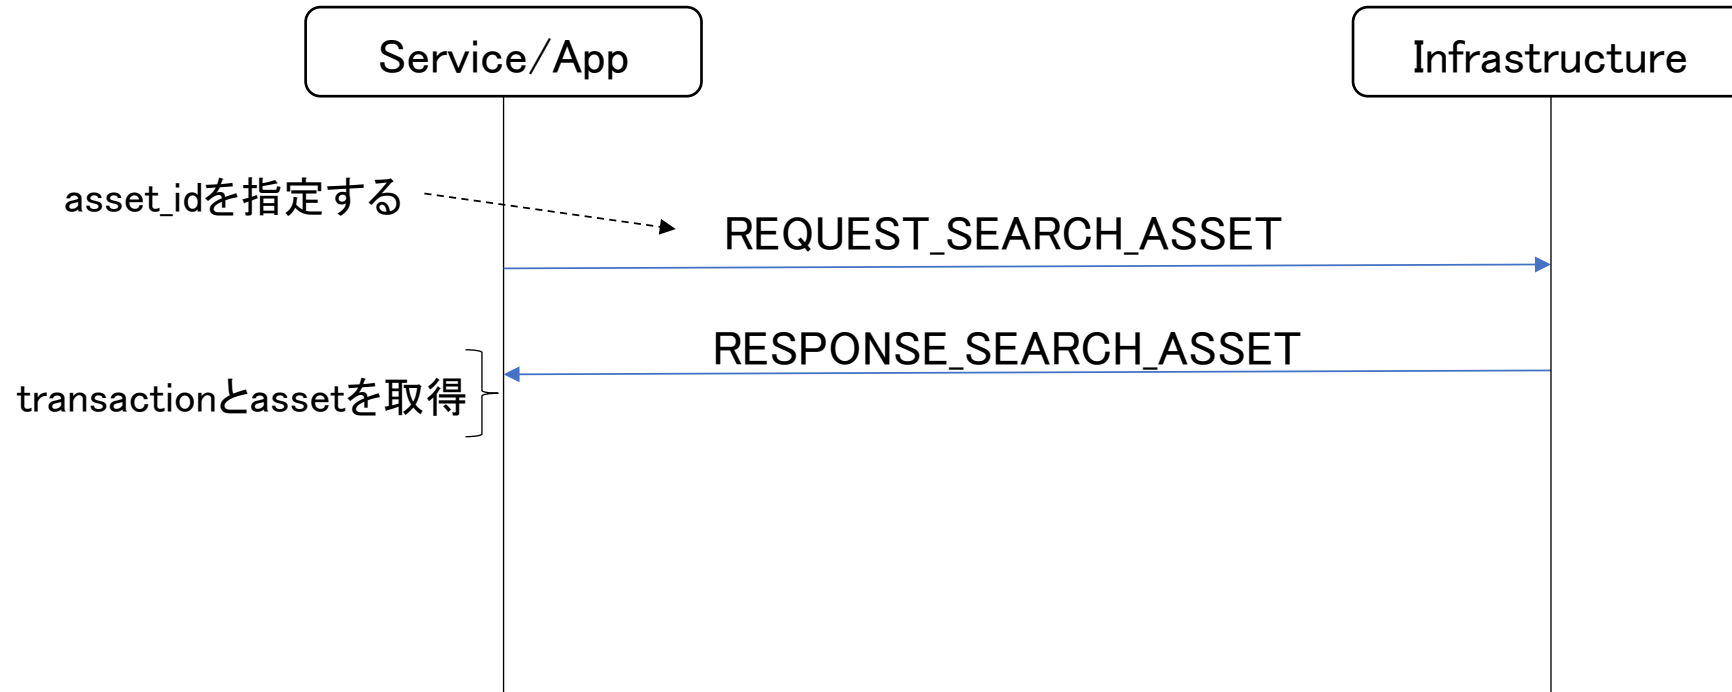 Service/App
Infrastructure
asset_idを指定する
REQUEST_SEARCH_ASSET
RESPONSE_SEARCH_ASSET
transactionとassetを取得